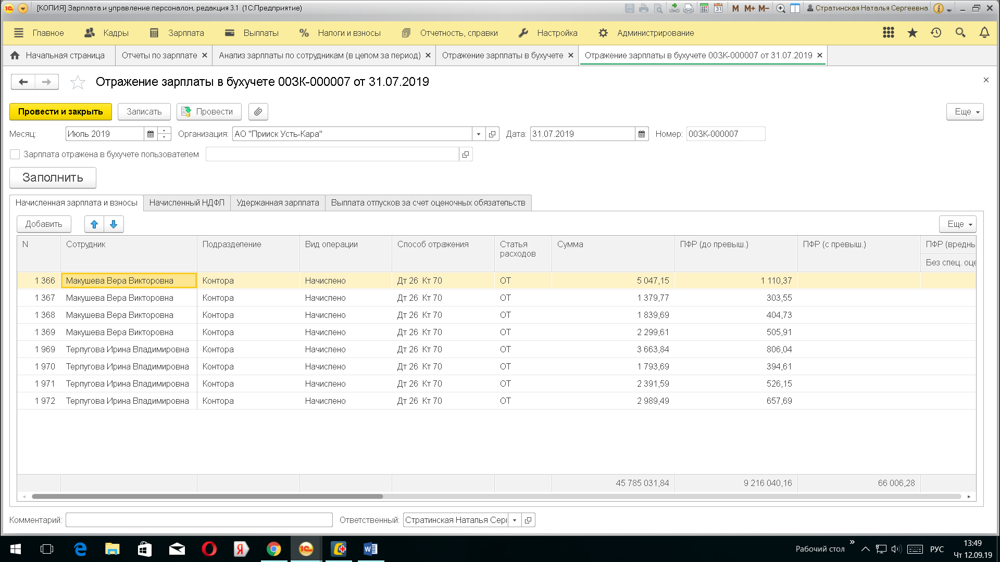 [КОПИЯ] Зарплата и управление персоналом, редакция 3.1 (1С:Предприятие)
M M+ M- Стратинская Наталья Сергеевна
Главное Кадры Зарплата Выплаты Налоги и взносы Отчетность, справки Настройка Администрирование
Начальная страница Отчеты по зарплате Анализ зарплаты по сотрудникам (в целом за период) Отражение зарплаты в бухучете Отражение зарплаты в бухучете 00ЗК-000007 от 31.07.2019
Отражение зарплаты в бухучете 00ЗК-000007 от 31.07.2019
Провести и закрыть Записать Провести Еще
Месяц: Июль 2019 Организация: АО "Прииск Усть-Кара" Дата: 31.07.2019 Номер: 00ЗК-000007
Зарплата отражена в бухучете пользователем
Заполнить
Начисленная зарплата и взносы Начисленный НДФЛ Удержанная зарплата Выплата отпусков за счет оценочных обязательств
Добавить Еще
N Сотрудник Подразделение Вид операции Способ отражения Статья расходов Сумма ПФР (до превыш.) ПФР (с превыш.) ПФР (вредны
Без спец. оце
1 366 Макушева Вера Викторовна Контора Начислено Дт 26 Кт 70 ОТ 5 047,15 1 110,37
1 367 Макушева Вера Викторовна Контора Начислено Дт 26 Кт 70 ОТ 1 379,77 303,55
1 368 Макушева Вера Викторовна Контора Начислено Дт 26 Кт 70 ОТ 1 839,69 404,73
1 369 Макушева Вера Викторовна Контора Начислено Дт 26 Кт 70 ОТ 2 299,61 505,91
1 969 Терпугова Ирина Владимировна Контора Начислено Дт 26 Кт 70 ОТ 3 663,84 806,04
1 970 Терпугова Ирина Владимировна Контора Начислено Дт 26 Кт 70 ОТ 1 793,69 394,61
1 971 Терпугова Ирина Владимировна Контора Начислено Дт 26 Кт 70 ОТ 2 391,59 526,15
1 972 Терпугова Ирина Владимировна Контора Начислено Дт 26 Кт 70 ОТ 2 989,49 657,69
45 785 031,84 9 216 040,16 66 006,28
Комментарий: Ответственный: Стратинская Наталья Серг
Рабочий стол » РУС 13:49
Чт 12.09.19